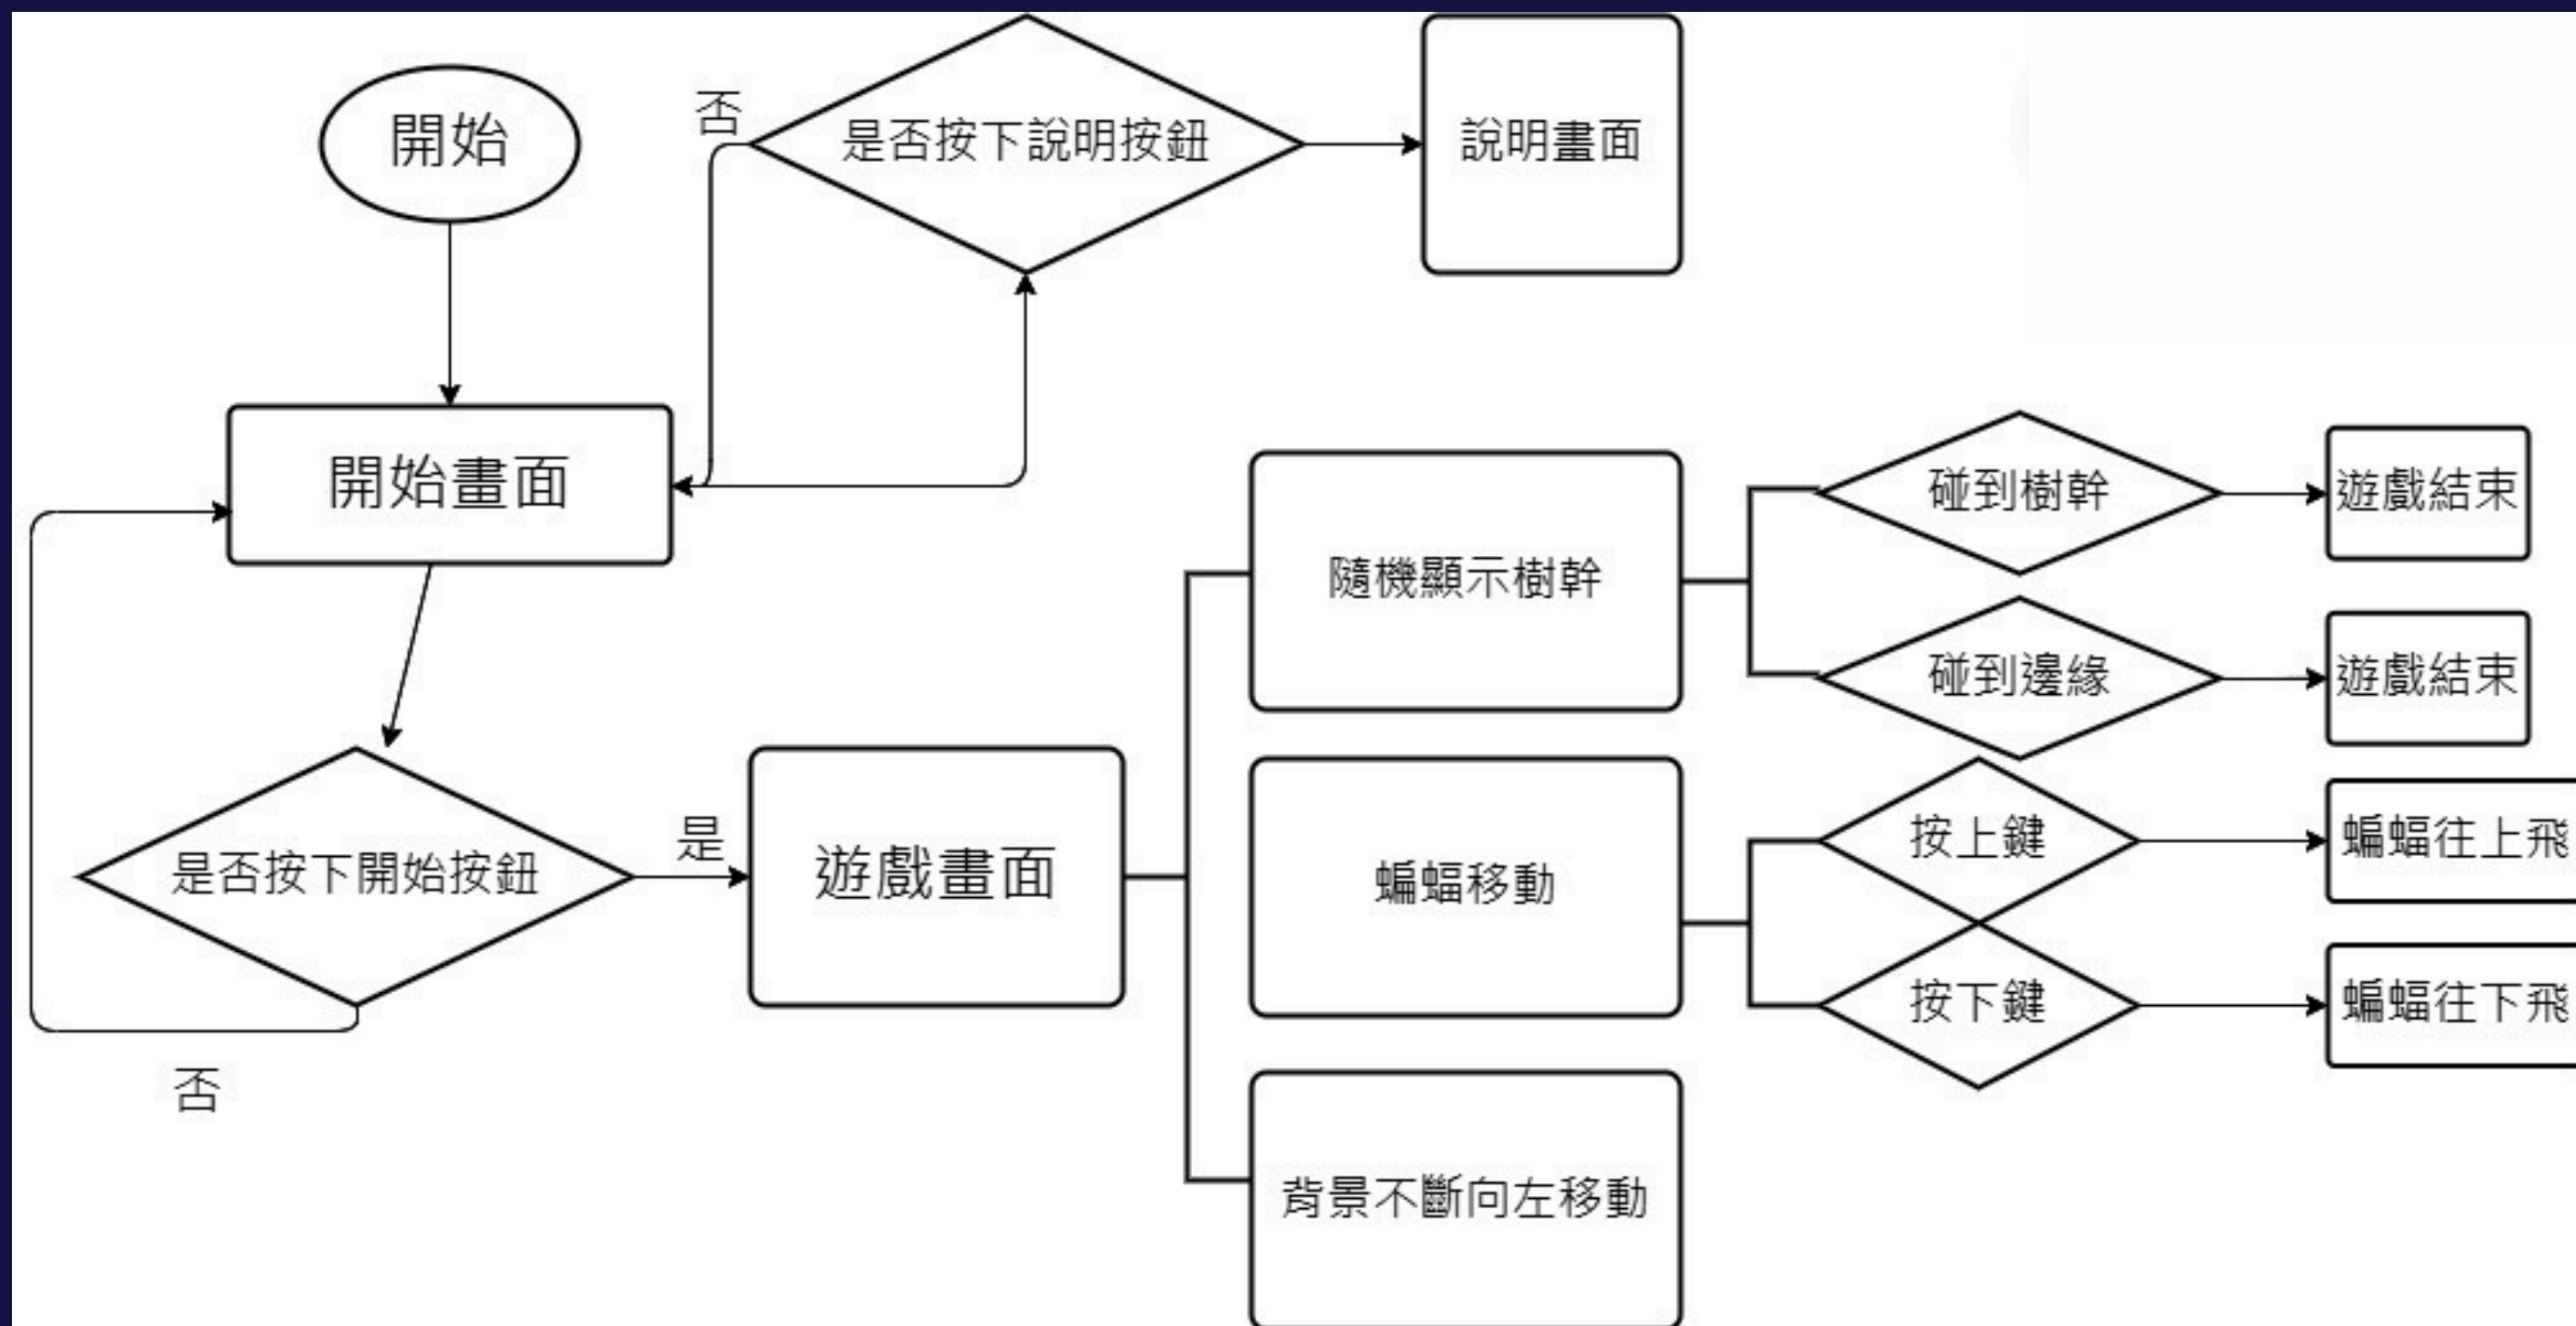 開始
否
是否按下說明按鈕
說明畫面
開始畫面
碰到樹幹
遊戲結束
隨機顯示樹幹
碰到邊緣
遊戲結束
是否按下開始按鈕
是
遊戲畫面
蝙蝠移動
按上鍵
蝙蝠往上飛
按下鍵
蝙蝠往下飛
否
背景不斷向左移動